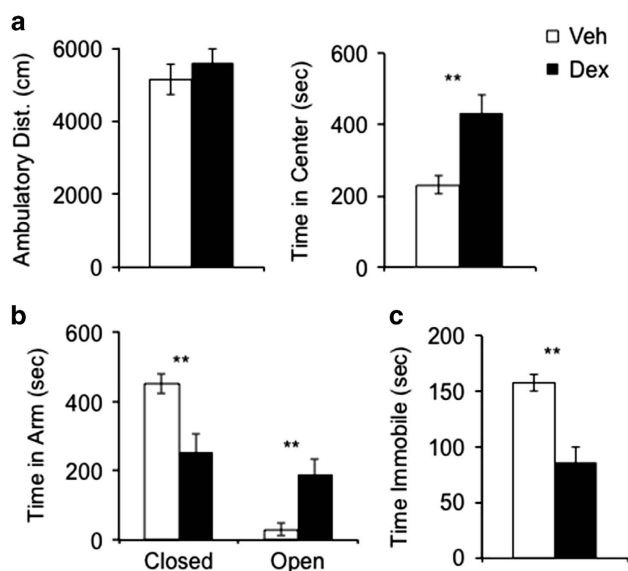 a
Ambulatory Dist. (cm)
6000
4000
2000
0
Time in Center (sec)
600
400
200
0
**
Veh
Dex
b
Time in Arm (sec)
600
400
200
0
**
**
Closed
Open
c
Time Immobile (sec)
200
150
100
50
0
**